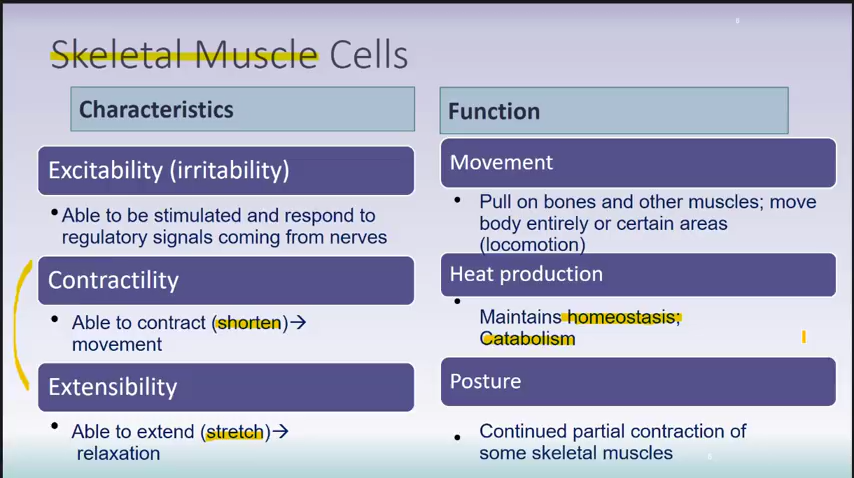 Skeletal Muscle Cells
Characteristics
Excitability (irritability)
• Able to be stimulated and respond to
regulatory signals coming from nerves
Contractility
• Able to contract (shorten)→
movement
Extensibility
• Able to extend (stretch)→
relaxation
Function
Movement
• Pull on bones and other muscles; move
body entirely or certain areas
(locomotion)
Heat production
• Maintains homeostasis;
Catabolism
Posture
• Continued partial contraction of
some skeletal muscles